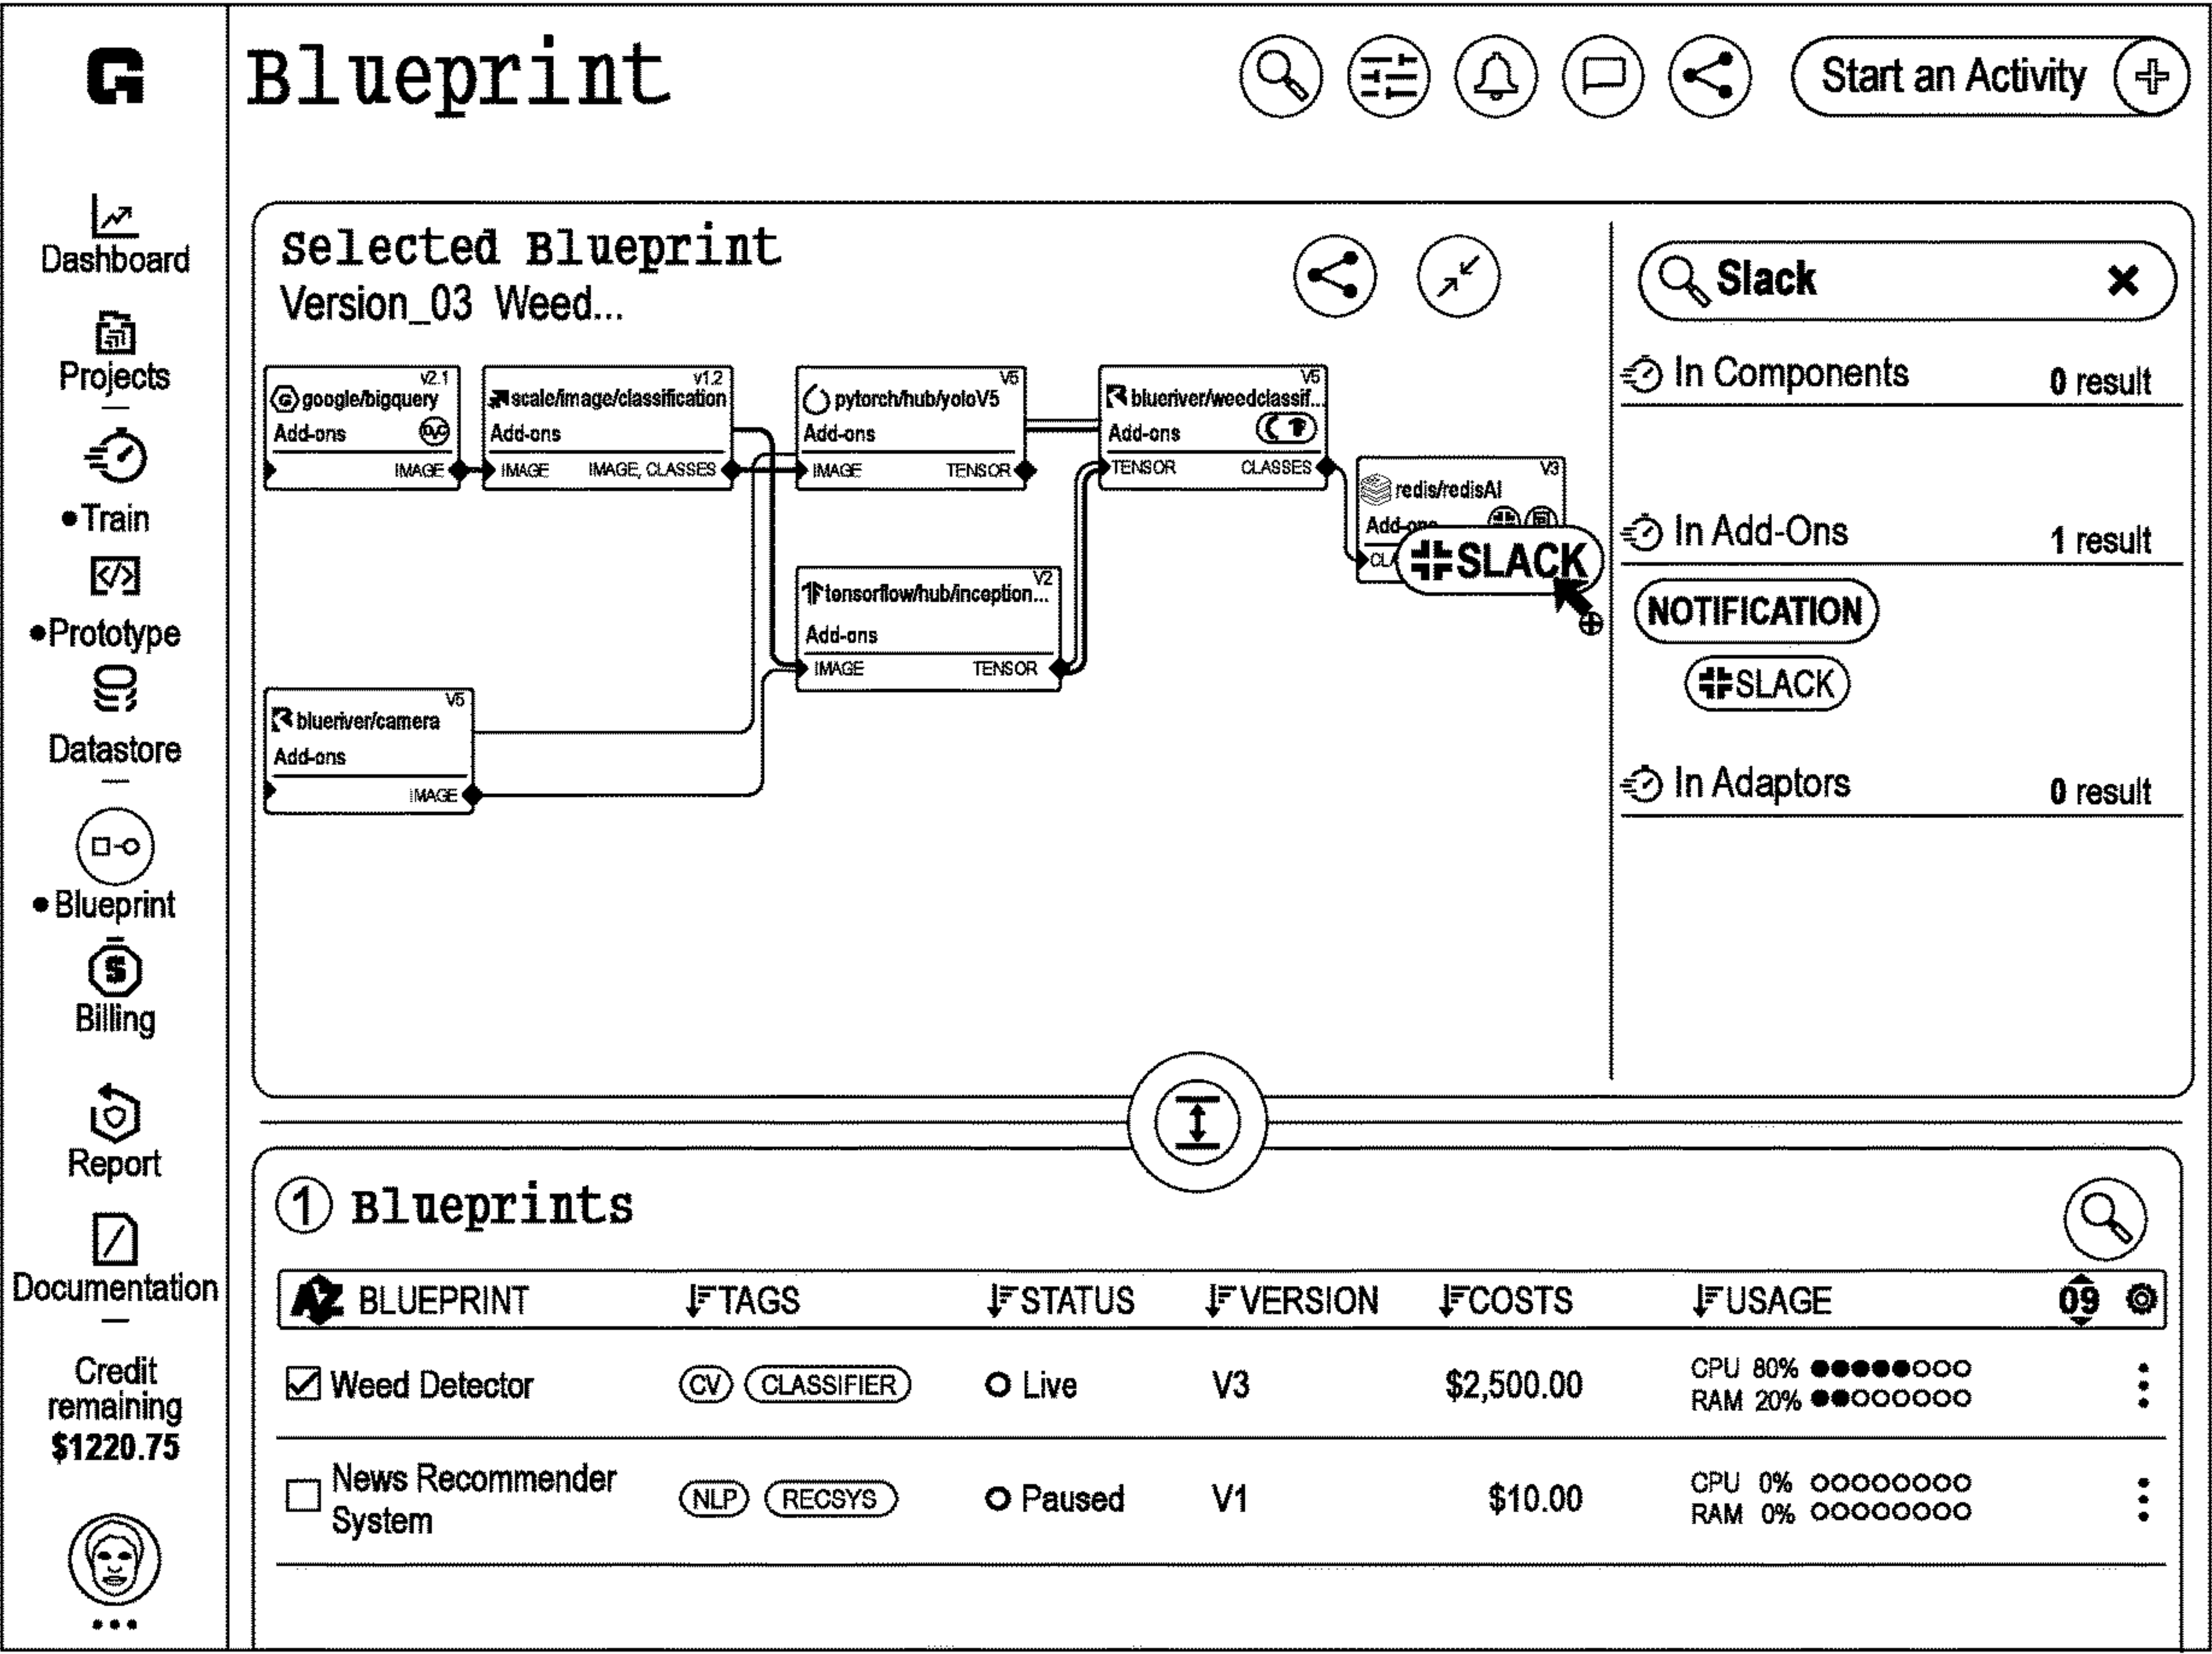 G
Blueprint
Start an Activity
Dashboard
Projects
Train
Prototype
Datastore
Blueprint
Billing
Report
Documentation
Credit
remaining
$1220.75
Selected Blueprint
Version_03 Weed...
v2.1
google/bigquery
Add-ons
DVC
IMAGE
v1.2
scale/image/classification
Add-ons
IMAGE IMAGE, CLASSES
V5
pytorch/hub/yoloV5
Add-ons
IMAGE TENSOR
V5
blueriver/weedclassif...
Add-ons
TENSOR CLASSES
V3
redis/redisAI
Add-ons
CLA
SLACK
V2
tensorflow/hub/inception...
Add-ons
IMAGE TENSOR
V5
blueriver/camera
Add-ons
IMAGE
Slack
In Components 0 result
In Add-Ons 1 result
NOTIFICATION
SLACK
In Adaptors 0 result
1 Blueprints
AZ BLUEPRINT TAGS STATUS VERSION COSTS USAGE 09
Weed Detector CV CLASSIFIER Live V3 $2,500.00
CPU 80%
RAM 20%
News Recommender
System
NLP RECSYS Paused V1 $10.00
CPU 0%
RAM 0%